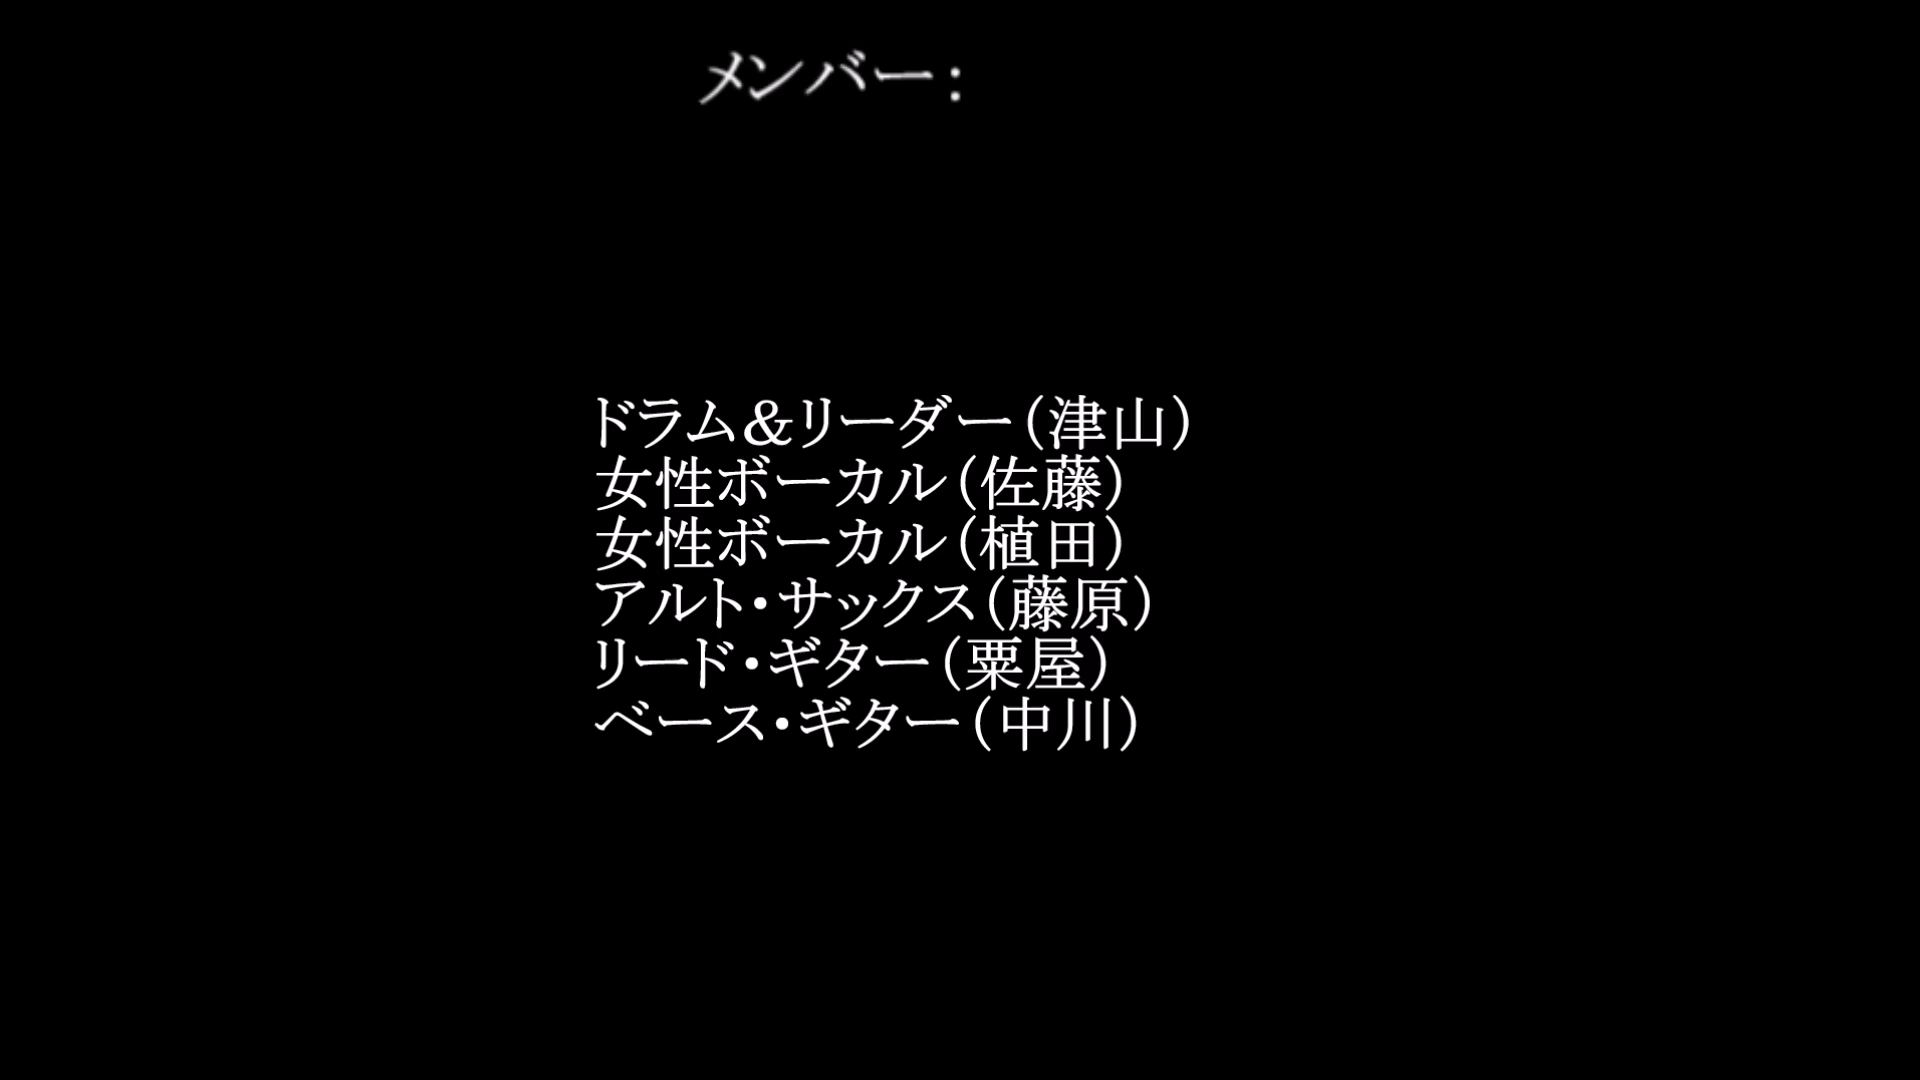 メンバー：
ドラム＆リーダー（津山）
女性ボーカル（佐藤）
女性ボーカル（植田）
アルト・サックス（藤原）
リード・ギター（粟屋）
ベース・ギター（中川）